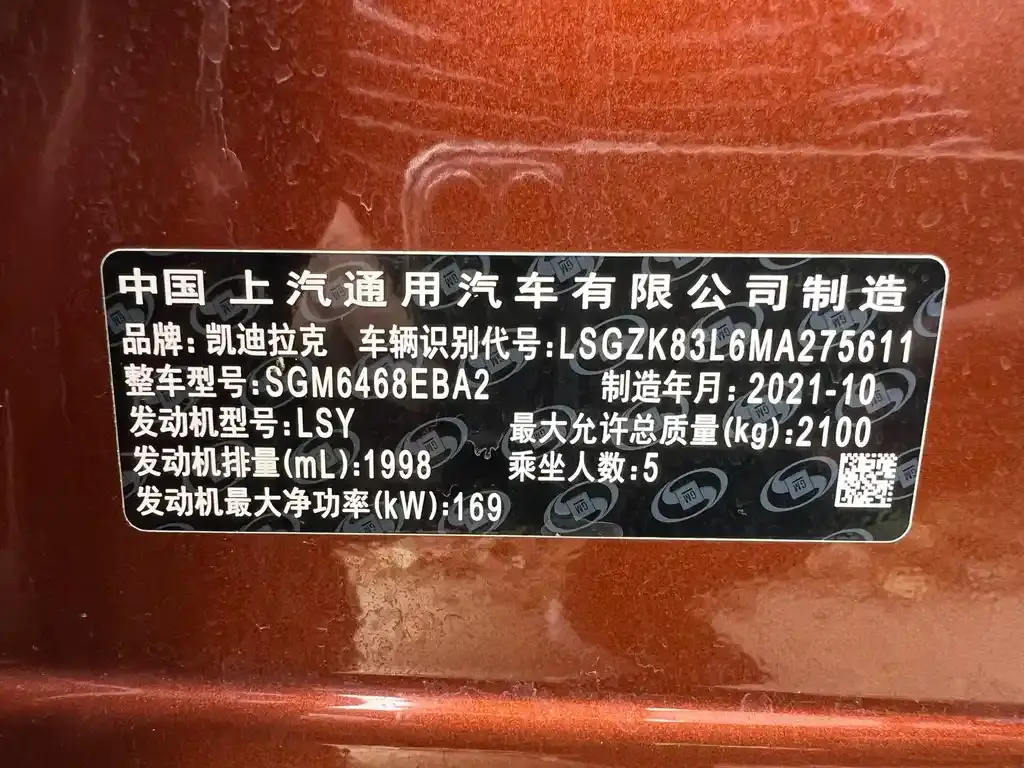 中国 上汽通用汽车有限公司制造
品牌: 凯迪拉克 车辆识别代号:LSGZK83L6MA275611
整车型号:SGM6468EBA2 制造年月: 2021-10
发动机型号:LSY 最大允许总质量(kg):2100
发动机排量(mL):1998 乘坐人数:5
发动机最大净功率(kW):169